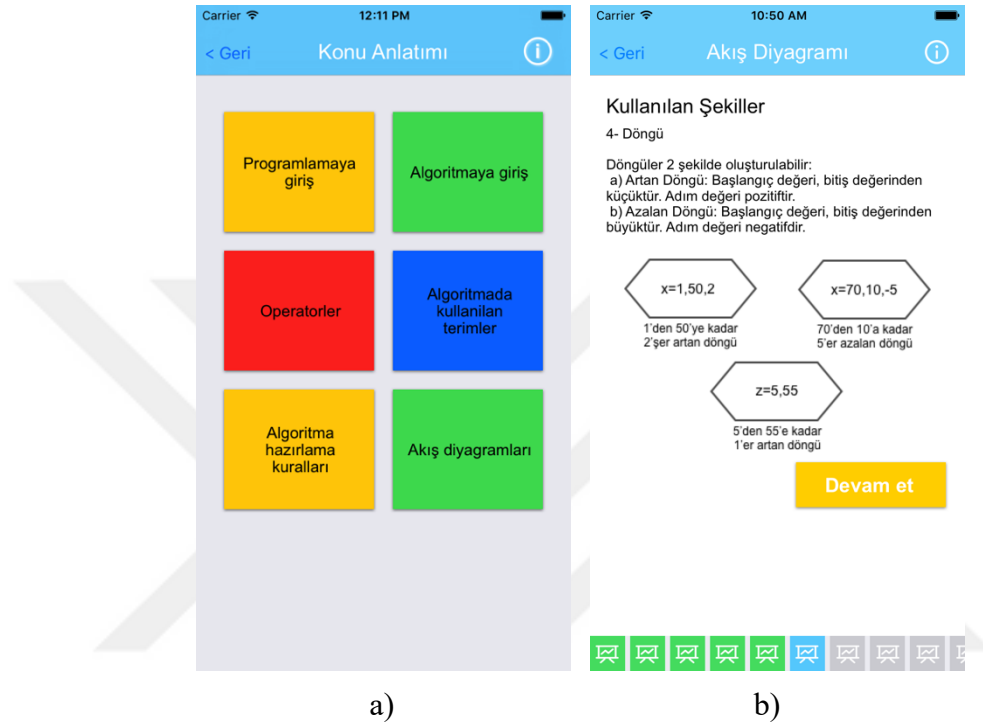 Carrier 12:11 PM
< Geri Konu Anlatımı i
Programlamaya
giriş
Algoritmaya giriş
Operatorler
Algoritmada
kullanilan
terimler
Algoritma
hazırlama
kuralları
Akış diyagramları
a)
Carrier 10:50 AM
< Geri Akış Diyagramı i
Kullanılan Şekiller
4- Döngü
Döngüler 2 şekilde oluşturulabilir:
a) Artan Döngü: Başlangıç değeri, bitiş değerinden
küçüktür. Adım değeri pozitiftir.
b) Azalan Döngü: Başlangıç değeri, bitiş değerinden
büyüktür. Adım değeri negatifdir.
x=1,50,2
1'den 50'ye kadar
2'şer artan döngü
x=70,10,-5
70'den 10'a kadar
5'er azalan döngü
z=5,55
5'den 55'e kadar
1'er artan döngü
Devam et
b)